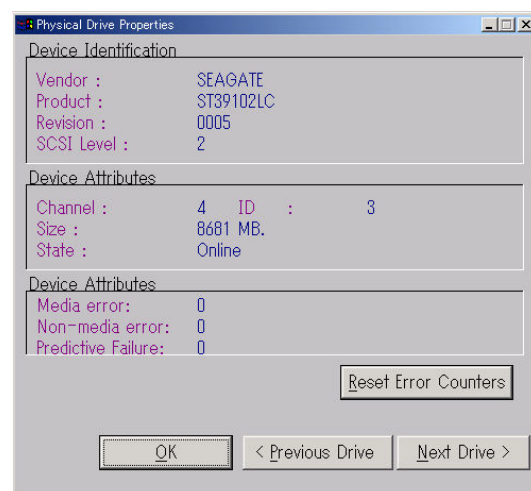 Physical Drive Properties
Device Identification
Vendor : SEAGATE
Product : ST39102LC
Revision : 0005
SCSI Level : 2
Device Attributes
Channel : 4 ID : 3
Size : 8681 MB.
State : Online
Device Attributes
Media error: 0
Non-media error: 0
Predictive Failure: 0
Reset Error Counters
OK < Previous Drive Next Drive >